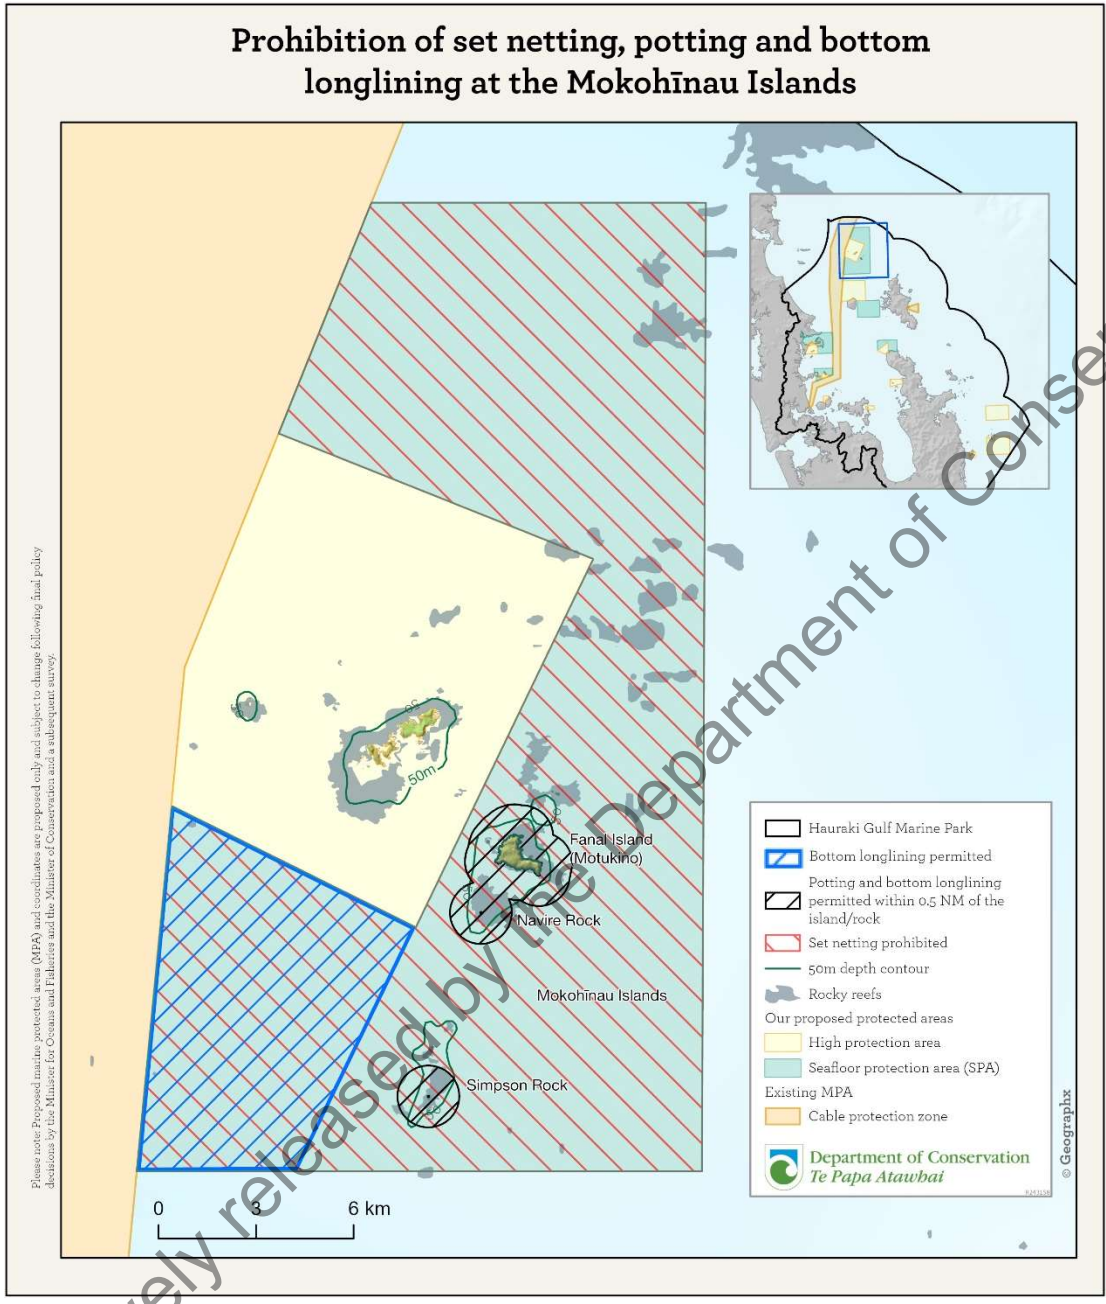 Prohibition of set netting, potting and bottom
longlining at the Mokohīnau Islands
50
50m
Fanal Island
(Motukino)
Navire Rock
Mokohīnau Islands
Simpson Rock
Hauraki Gulf Marine Park
Bottom longlining permitted
Potting and bottom longlining
permitted within 0.5 NM of the
island/rock
Set netting prohibited
50m depth contour
Rocky reefs
Our proposed protected areas
High protection area
Seafloor protection area (SPA)
Existing MPA
Cable protection zone
Department of Conservation
Te Papa Atawhai
0 3 6 km
© Geographx
Please note: Proposed marine protected areas (MPA) and coordinates are proposed only and subject to change following final policy
decisions by the Minister for Oceans and Fisheries and the Minister of Conservation and a subsequent survey.
released by the Department of